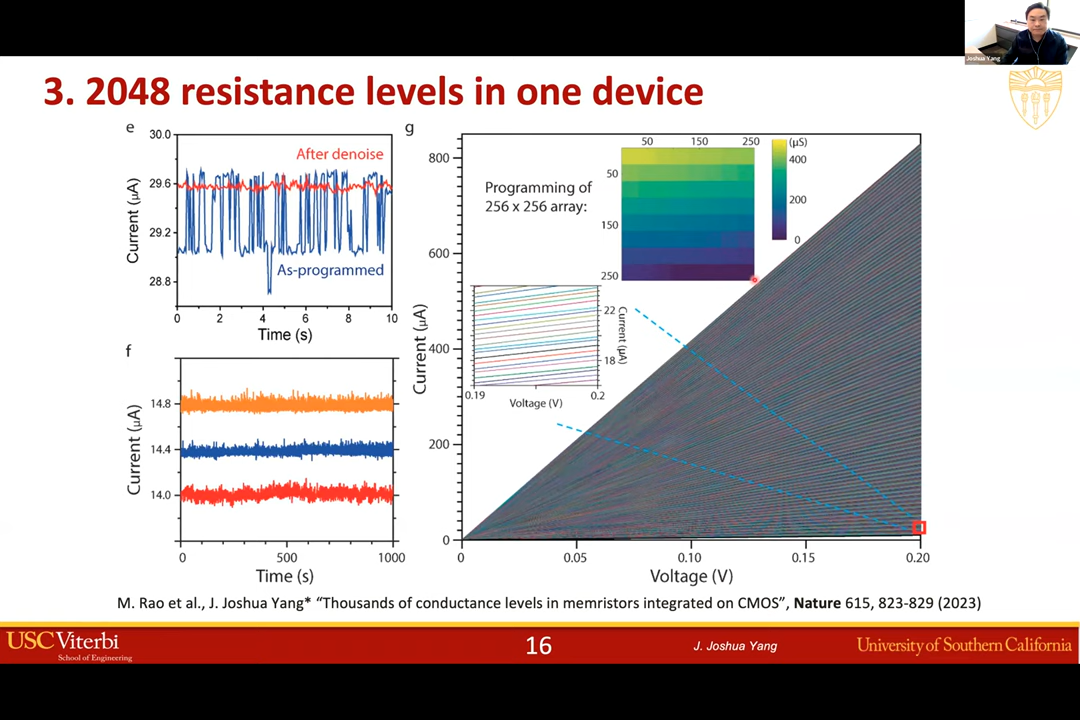 Joshua Yang
3. 2048 resistance levels in one device
e
30.0
29.6
29.2
28.8
Current (μA)
After denoise
As-programmed
0 2 4 6 8 10
Time (s)
f
14.8
14.4
14.0
Current (μA)
0 500 1000
Time (s)
g
800
600
400
200
0
Current (μA)
Programming of
256 x 256 array:
50 150 250
50
150
250
(μS)
400
200
0
22
18
Current (μA)
0.19 0.2
Voltage (V)
0 0.05 0.10 0.15 0.20
Voltage (V)
M. Rao et al., J. Joshua Yang* “Thousands of conductance levels in memristors integrated on CMOS”, Nature 615, 823-829 (2023)
USC Viterbi
School of Engineering
16
J. Joshua Yang
University of Southern California